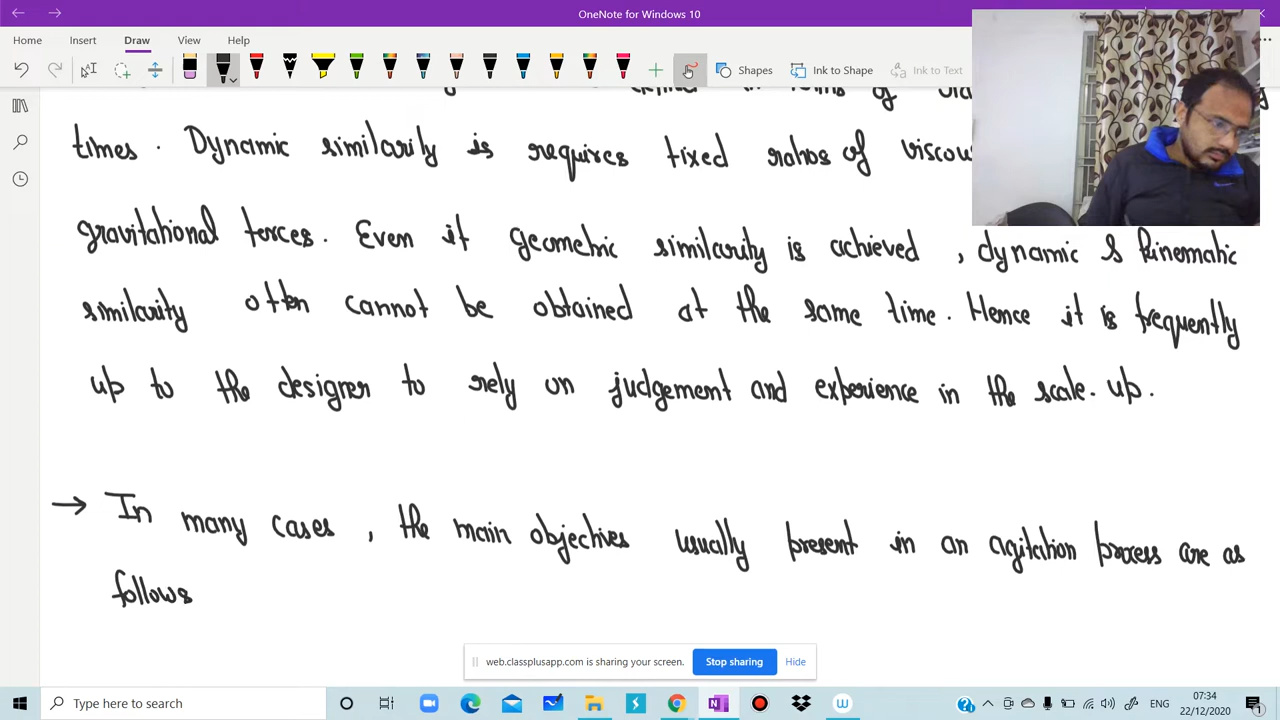 OneNote for Windows 10
Home Insert Draw View Help
Shapes Ink to Shape Ink to Text
in terms of
times. Dynamic similarity is requires fixed ratios of
gravitational forces. Even if geometric similarity is achieved, dynamic & kinematic
similarity often cannot be obtained at the same time. Hence it is frequently
up to the designer to rely on judgement and experience in the scale-up.
→ In many cases, the main objectives usually present in an agitation process are as
follows
web.classplusapp.com is sharing your screen. Stop sharing Hide
Type here to search
ENG 07:34
22/12/2020